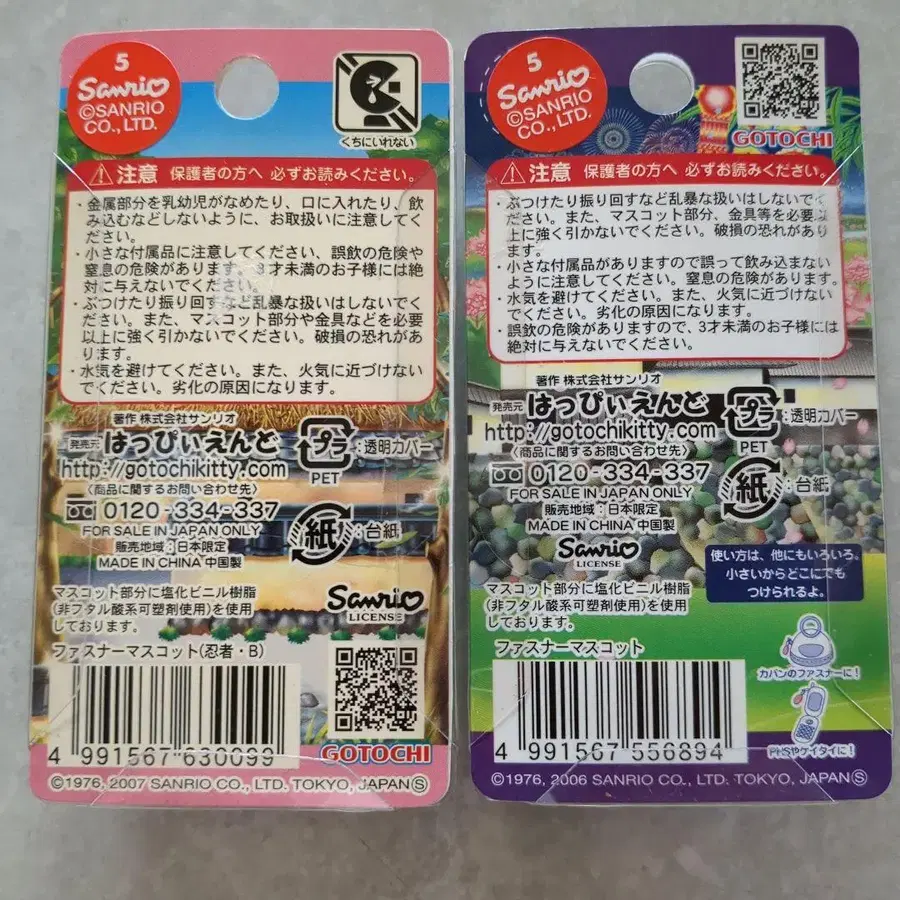 5
Sanrio
©SANRIO
CO., LTD.
くちにいれない
注意 保護者の方へ 必ずお読みください。
・金属部分を乳幼児がなめたり、口に入れたり、飲
み込むなどしないように、お取扱いに注意してく
ださい。
・小さな付属品に注意してください、誤飲の危険や
窒息の危険があります。3才未満のお子様には絶
対に与えないでください。
・ぶつけたり振り回すなど乱暴な扱いはしないでく
ださい。また、マスコット部分や金具などを必要
以上に強く引かないでください。破損の恐れがあ
ります。
・水気を避けてください。また、火気に近づけない
でください。劣化の原因になります。
著作 株式会社サンリオ
発売元 はっぴぃえんど
http://gotochikitty.com
〈商品に関するお問い合わせ先〉
0120-334-337
FOR SALE IN JAPAN ONLY
販売地域：日本限定
MADE IN CHINA 中国製
プラ
：透明カバー
PET
紙
：台紙
マスコット部分に塩化ビニル樹脂
(非フタル酸系可塑剤使用)を使用
しております。
Sanrio
LICENSE
ファスナーマスコット(忍者・B)
4 991567 630099
GOTOCHI
©1976, 2007 SANRIO CO., LTD. TOKYO, JAPAN Ⓢ
5
Sanrio
©SANRIO
CO., LTD.
GOTOCHI
注意 保護者の方へ 必ずお読みください。
・ぶつけたり振り回すなど乱暴な扱いはしないでく
ださい。また、マスコット部分、金具等を必要以
上に強く引かないでください。破損の恐れがあり
ます。
・小さな付属品がありますので誤って飲み込まない
ように注意してください。窒息の危険があります。
・水気を避けてください。また、火気に近づけない
でください。劣化の原因になります。
・誤飲の危険がありますので、3才未満のお子様には
絶対に与えないでください。
著作 株式会社サンリオ
発売元 はっぴぃえんど
http://gotochikitty.com
〈商品に関するお問い合わせ先〉
0120-334-337
FOR SALE IN JAPAN ONLY
販売地域：日本限定
MADE IN CHINA 中国製
Sanrio
LICENSE
プラ
：透明カバー
PET
紙
：台紙
使い方は、他にもいろいろ。
小さいからどこにでも
つけられるよ。
マスコット部分に塩化ビニル樹脂
(非フタル酸系可塑剤使用)を使用
しております。
ファスナーマスコット
カバンのファスナーに！
PHSやケイタイに！
4 991567 556894
©1976, 2006 SANRIO CO., LTD. TOKYO, JAPAN Ⓢ